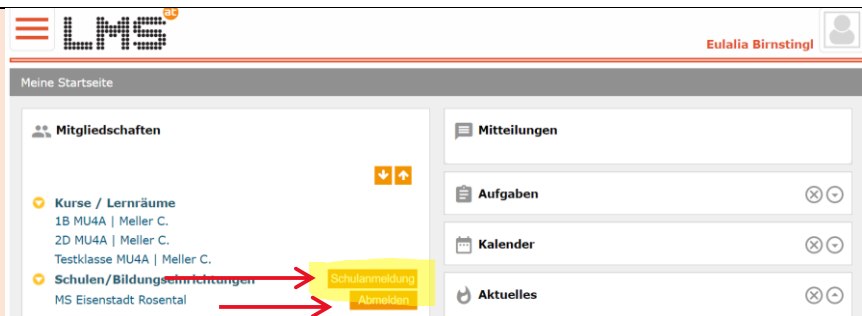 LMS at
Eulalia Birnstingl
Meine Startseite
Mitgliedschaften
Kurse / Lernräume
1B MU4A | Meller C.
2D MU4A | Meller C.
Testklasse MU4A | Meller C.
Schulen/Bildungseinrichtungen
Schulanmeldung
MS Eisenstadt Rosental
Abmelden
Mitteilungen
Aufgaben
Kalender
Aktuelles